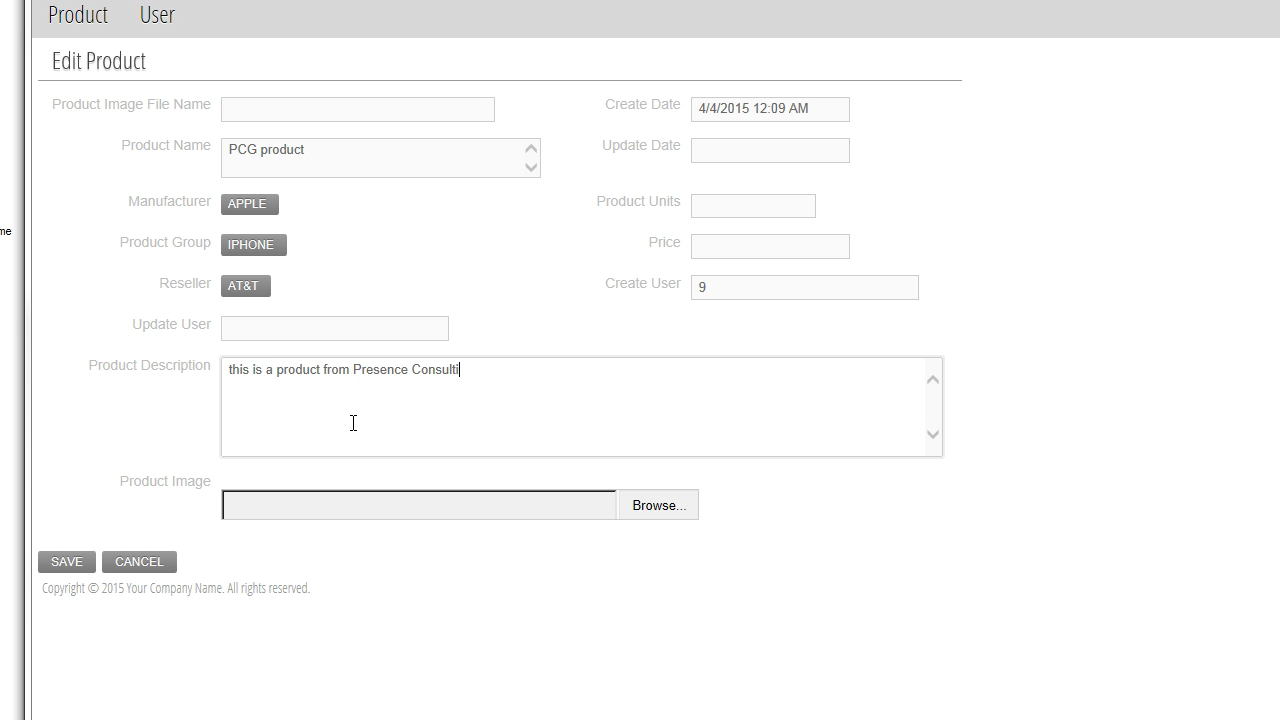 Product User
Edit Product
Product Image File Name
Create Date 4/4/2015 12:09 AM
Product Name PCG product
Update Date
me
Manufacturer APPLE
Product Units
Product Group IPHONE
Price
Reseller AT&T
Create User 9
Update User
Product Description this is a product from Presence Consulti
Product Image
Browse...
SAVE CANCEL
Copyright © 2015 Your Company Name. All rights reserved.